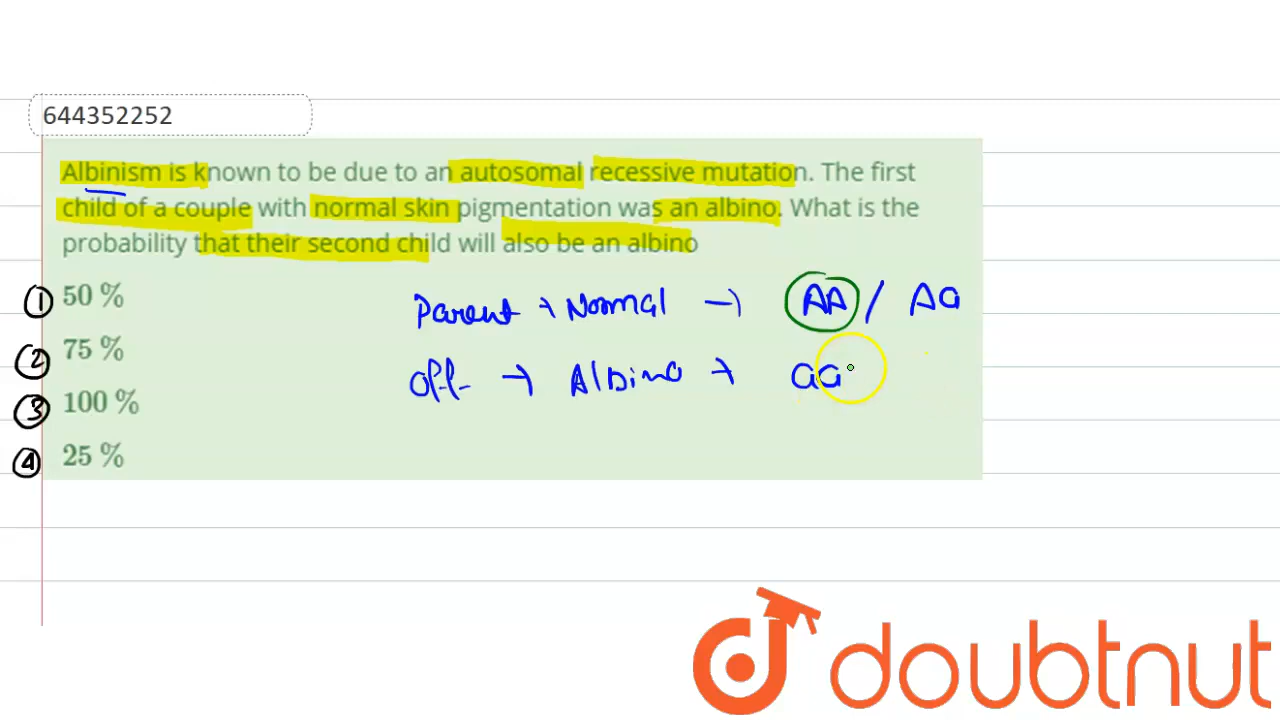 644352252
Albinism is known to be due to an autosomal recessive mutation. The first
child of a couple with normal skin pigmentation was an albino. What is the
probability that their second child will also be an albino
① 50 %
② 75 %
③ 100 %
④ 25 %
Parent → Normal → AA / Aa
Off → Albino → aa
doubtnut